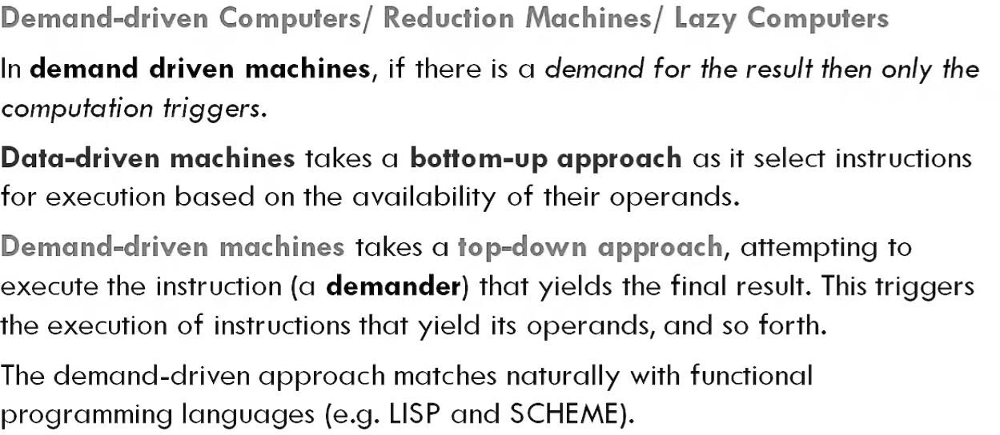 Demand-driven Computers/ Reduction Machines/ Lazy Computers
In demand driven machines, if there is a demand for the result then only the
computation triggers.
Data-driven machines takes a bottom-up approach as it select instructions
for execution based on the availability of their operands.
Demand-driven machines takes a top-down approach, attempting to
execute the instruction (a demander) that yields the final result. This triggers
the execution of instructions that yield its operands, and so forth.
The demand-driven approach matches naturally with functional
programming languages (e.g. LISP and SCHEME).